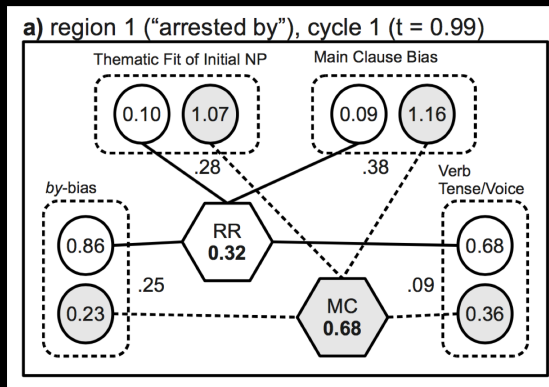 a) region 1 (“arrested by”), cycle 1 (t = 0.99)
Thematic Fit of Initial NP
Main Clause Bias
0.10 1.07
0.09 1.16
.28
.38
by-bias
Verb
Tense/Voice
0.86
RR
0.32
0.68
.25
.09
0.23
MC
0.68
0.36